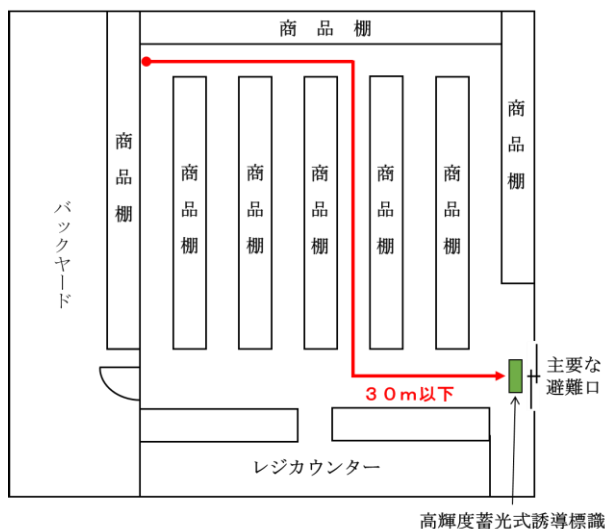 商品棚
商品棚
商品棚
商品棚
商品棚
商品棚
商品棚
商品棚
バックヤード
主要な
避難口
３０ｍ以下
レジカウンター
高輝度蓄光式誘導標識